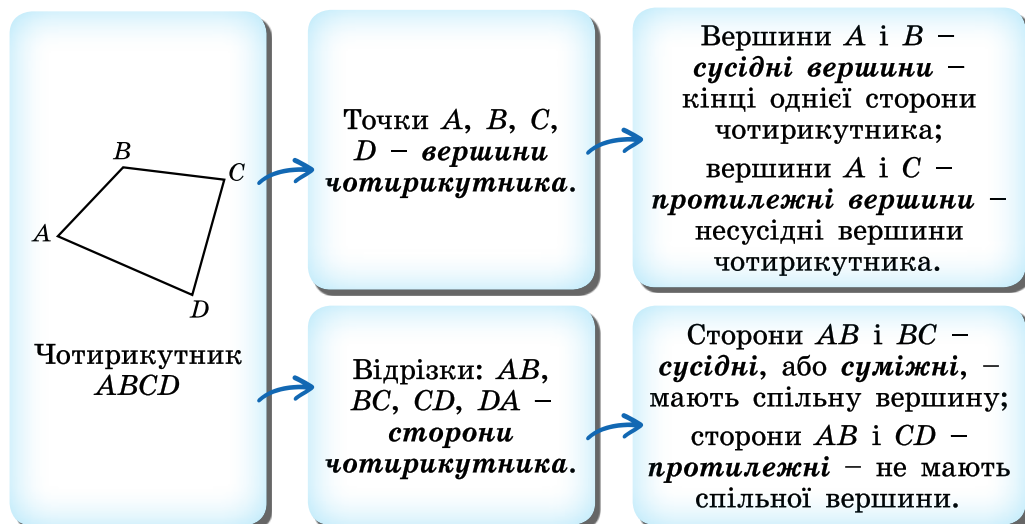 B
C
A
D
Чотирикутник
ABCD
Точки A, B, C,
D – вершини
чотирикутника.
Вершини A і B –
сусідні вершини –
кінці однієї сторони
чотирикутника;
вершини A і C –
протилежні вершини –
несусідні вершини
чотирикутника.
Відрізки: AB,
BC, CD, DA –
сторони
чотирикутника.
Сторони AB і BC –
сусідні, або суміжні, –
мають спільну вершину;
сторони AB і CD –
протилежні – не мають
спільної вершини.